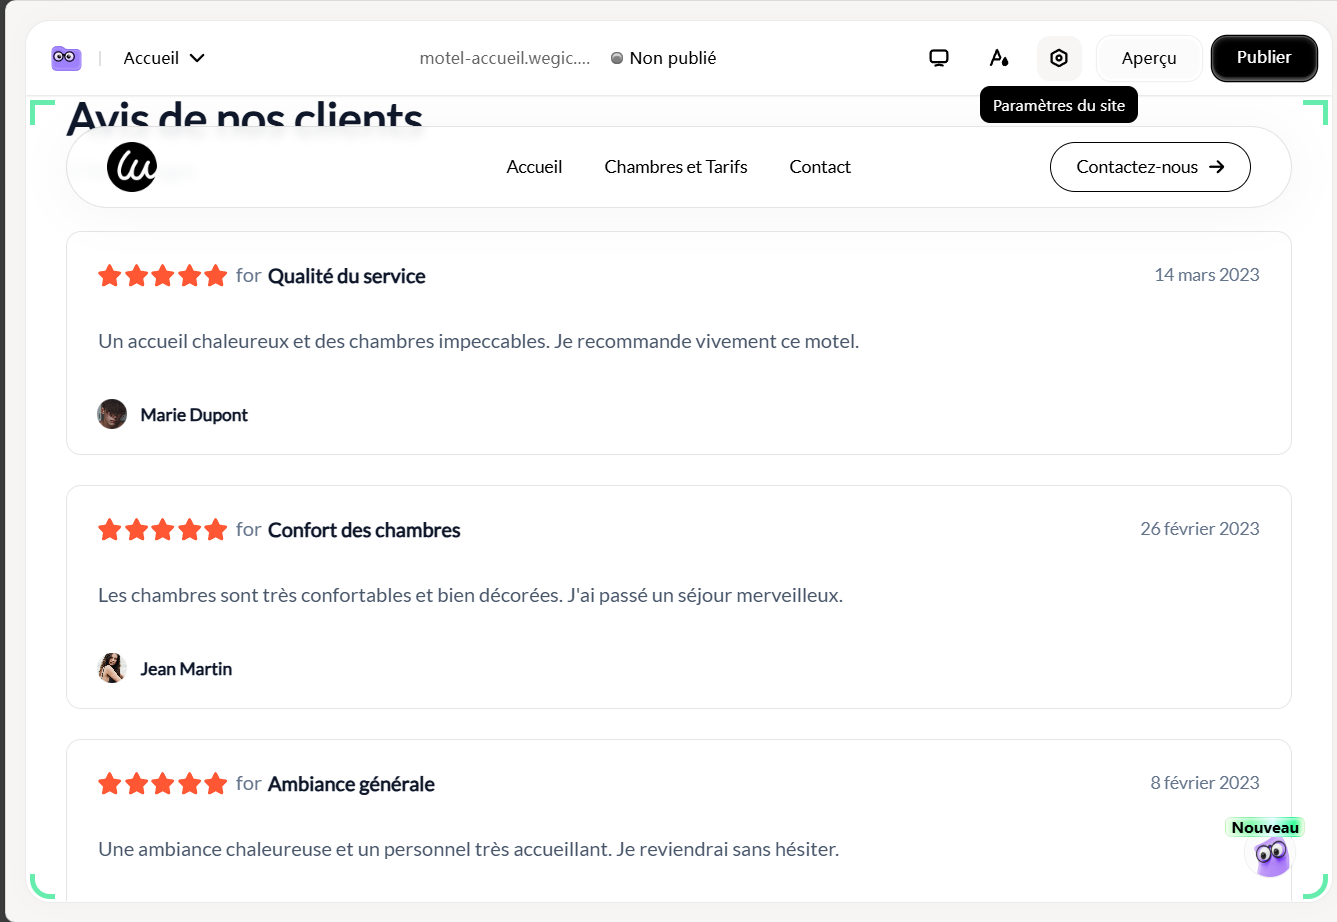 Accueil
motel-accueil.wegic....
Non publié
Aperçu
Publier
Paramètres du site
Avis de nos clients
Accueil
Chambres et Tarifs
Contact
Contactez-nous →
for Qualité du service
14 mars 2023
Un accueil chaleureux et des chambres impeccables. Je recommande vivement ce motel.
Marie Dupont
for Confort des chambres
26 février 2023
Les chambres sont très confortables et bien décorées. J'ai passé un séjour merveilleux.
Jean Martin
for Ambiance générale
8 février 2023
Nouveau
Une ambiance chaleureuse et un personnel très accueillant. Je reviendrai sans hésiter.